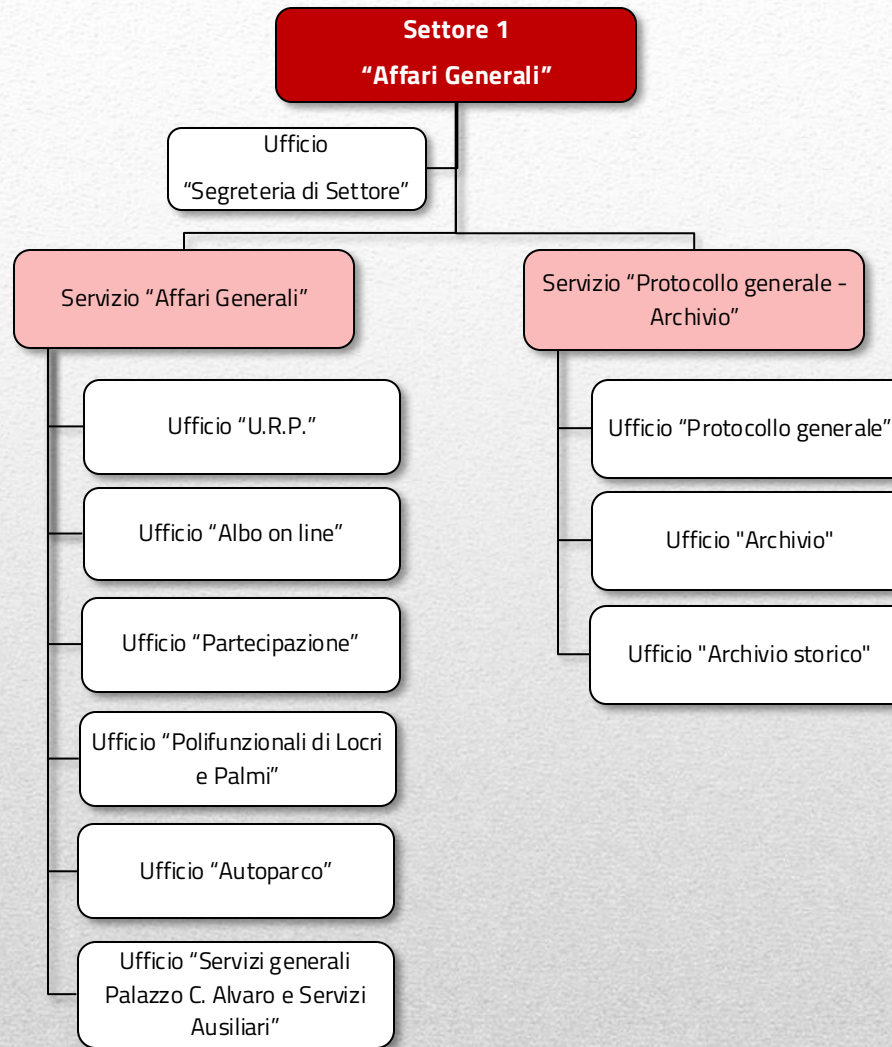 Settore 1
“Affari Generali”
Ufficio
“Segreteria di Settore”
Servizio “Affari Generali”
Ufficio “U.R.P.”
Ufficio “Albo on line”
Ufficio “Partecipazione”
Ufficio “Polifunzionali di Locri
e Palmi”
Ufficio “Autoparco”
Ufficio “Servizi generali
Palazzo C. Alvaro e Servizi
Ausiliari”
Servizio “Protocollo generale -
Archivio”
Ufficio “Protocollo generale”
Ufficio "Archivio"
Ufficio "Archivio storico"